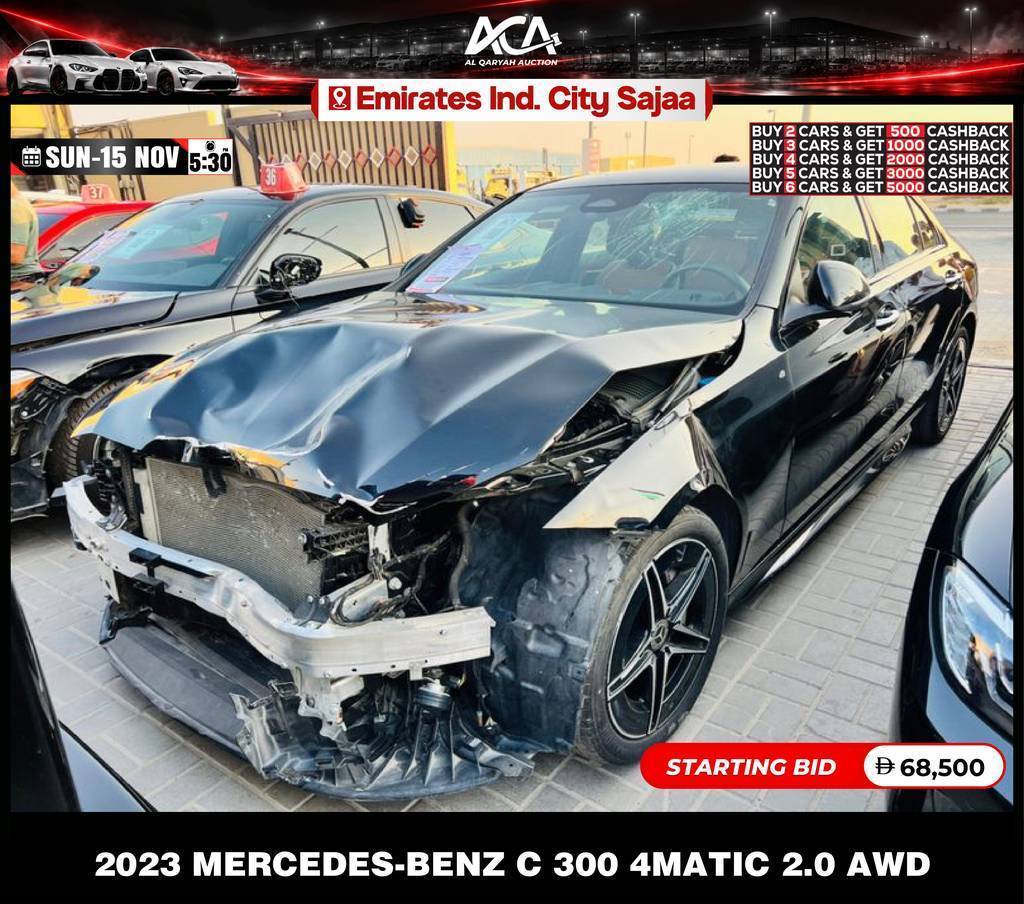 ACA
AL QARYAH AUCTION
Emirates Ind. City Sajaa
SUN-15 NOV 5:30
BUY 2 CARS & GET 500 CASHBACK
BUY 3 CARS & GET 1000 CASHBACK
BUY 4 CARS & GET 2000 CASHBACK
BUY 5 CARS & GET 3000 CASHBACK
BUY 6 CARS & GET 5000 CASHBACK
36
37
STARTING BID 68,500
2023 MERCEDES-BENZ C 300 4MATIC 2.0 AWD